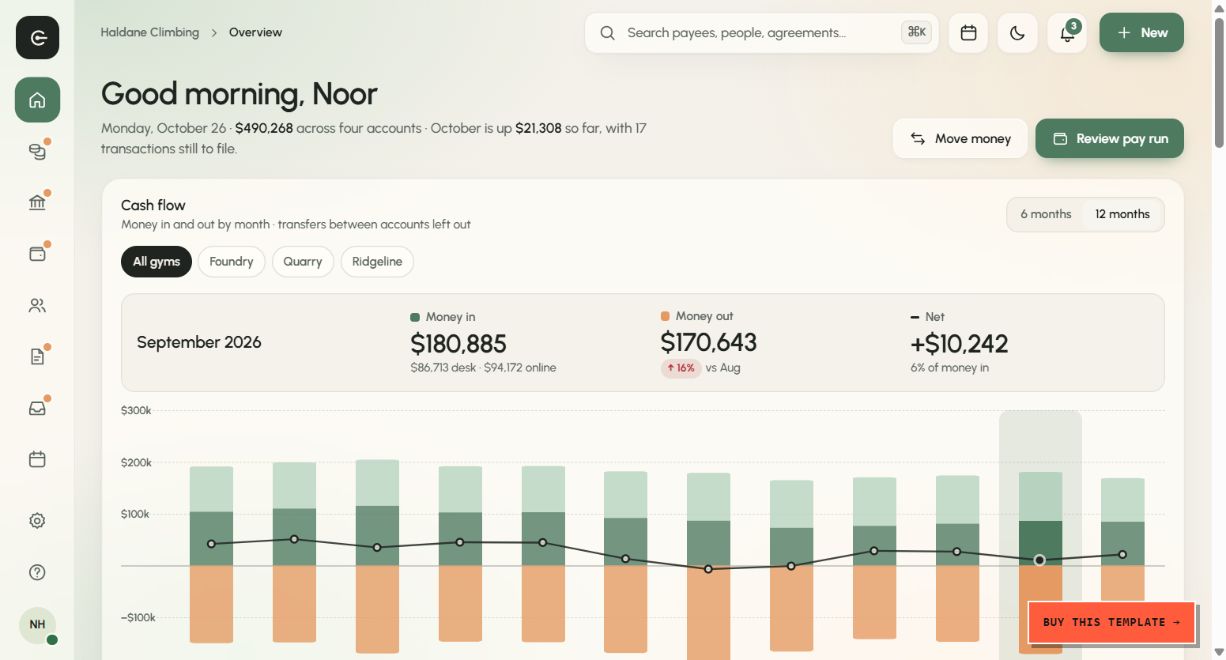 Haldane Climbing > Overview
Search payees, people, agreements...
⌘K
3
+ New
Good morning, Noor
Monday, October 26 · $490,268 across four accounts · October is up $21,308 so far, with 17
transactions still to file.
Move money
Review pay run
Cash flow
Money in and out by month · transfers between accounts left out
6 months
12 months
All gyms
Foundry
Quarry
Ridgeline
September 2026
Money in
$180,885
$86,713 desk · $94,172 online
Money out
$170,643
↑ 16% vs Aug
Net
+$10,242
6% of money in
$300k
$200k
$100k
−$100k
NH
BUY THIS TEMPLATE →